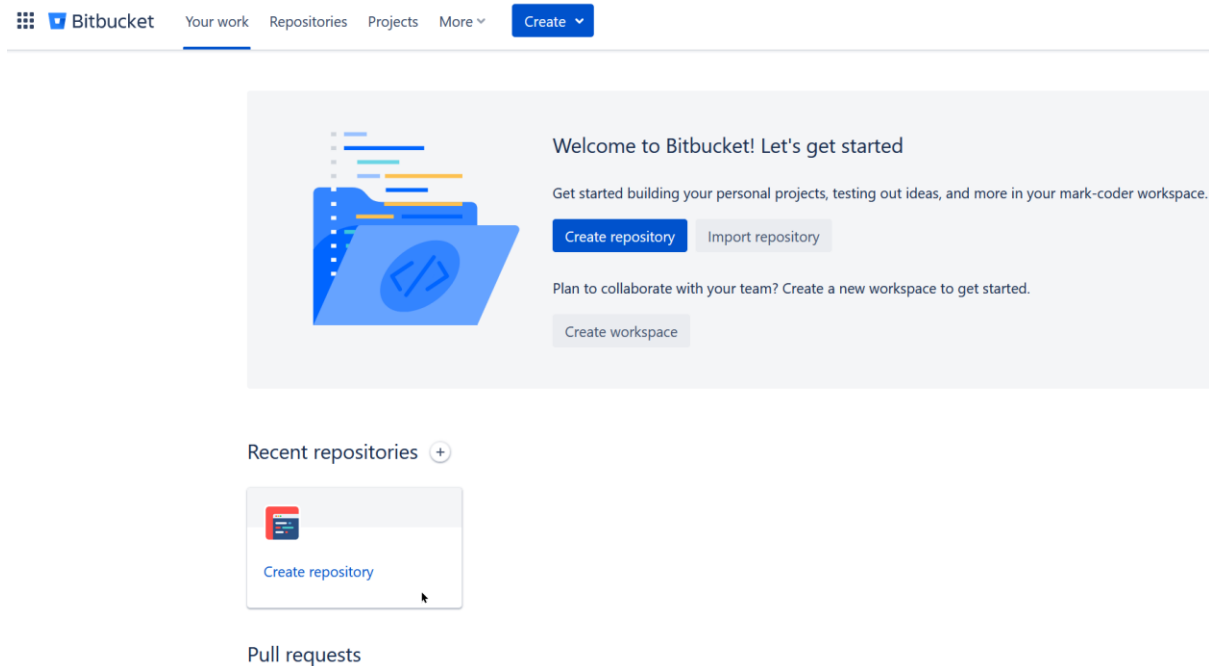 Bitbucket Your work Repositories Projects More Create
Welcome to Bitbucket! Let's get started
Get started building your personal projects, testing out ideas, and more in your mark-coder workspace.
Create repository Import repository
Plan to collaborate with your team? Create a new workspace to get started.
Create workspace
Recent repositories
Create repository
Pull requests